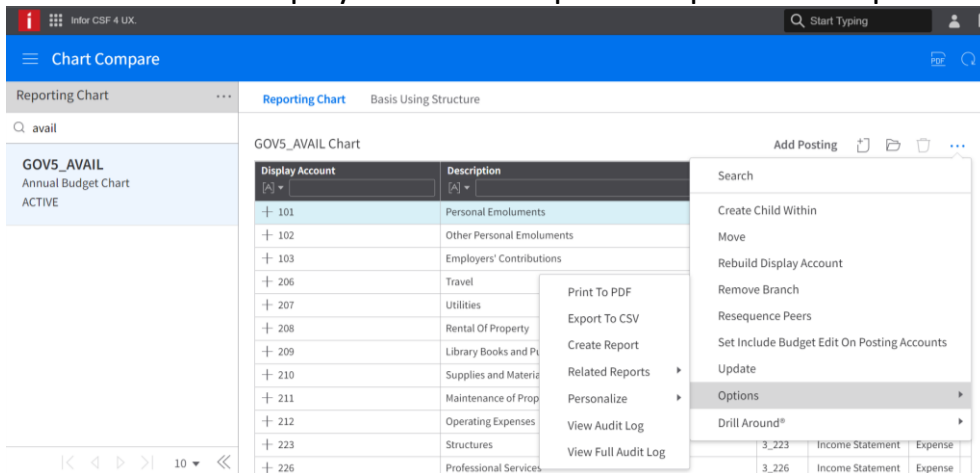 Infor CSF 4 UX.
Start Typing
Chart Compare
PDF
Reporting Chart
...
avail
GOV5_AVAIL
Annual Budget Chart
ACTIVE
10
Reporting Chart Basis Using Structure
GOV5_AVAIL Chart
Add Posting
Display Account Description
[A] [A]
101 Personal Emoluments
102 Other Personal Emoluments
103 Employers' Contributions
206 Travel
207 Utilities
208 Rental Of Property
209 Library Books and Pu
210 Supplies and Materia
211 Maintenance of Prop
212 Operating Expenses
223 Structures 3_223 Income Statement Expense
226 Professional Services 3_226 Income Statement Expense
Print To PDF
Export To CSV
Create Report
Related Reports
Personalize
View Audit Log
View Full Audit Log
Search
Create Child Within
Move
Rebuild Display Account
Remove Branch
Resequence Peers
Set Include Budget Edit On Posting Accounts
Update
Options
Drill Around®